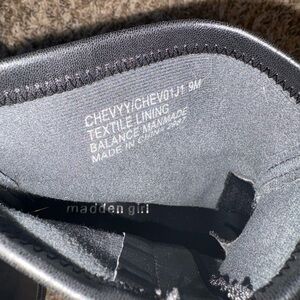 CHEVYY/CHEV01J1 9M
TEXTILE LINING
BALANCE MANMADE
MADE IN CHINA
madden girl